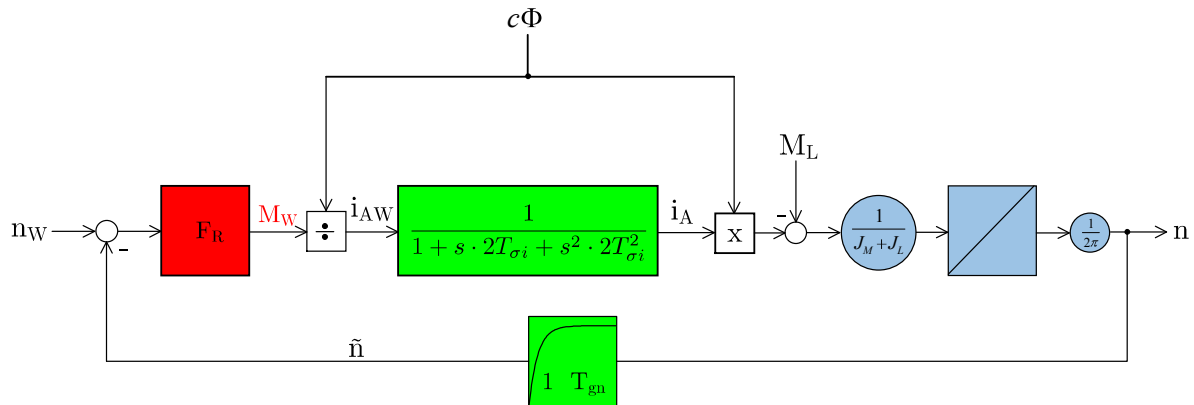 cΦ
M_L
n_W
-
F_R
M_W
÷
i_AW
1
1 + s · 2T_σi + s² · 2T²_σi
i_A
x
-
1
J_M+J_L
1
2π
n
ñ
1 T_gn